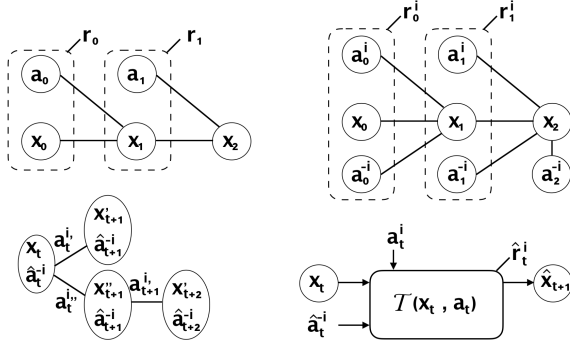 r₀ r₁
a₀ a₁
x₀ x₁ x₂
r₀ⁱ r₁ⁱ
a₀ⁱ a₁ⁱ
x₀ x₁ x₂
a₀⁻ⁱ a₁⁻ⁱ a₂⁻ⁱ
x'ₜ₊₁
â⁻ⁱₜ₊₁
xₜ aₜⁱ'
âₜ⁻ⁱ
aₜⁱ'' x''ₜ₊₁ aⁱ'ₜ₊₁ x'ₜ₊₂
â⁻ⁱₜ₊₁ â⁻ⁱₜ₊₂
aₜⁱ
r̂ₜⁱ
xₜ 𝒯(xₜ , aₜ) x̂ₜ₊₁
âₜ⁻ⁱ